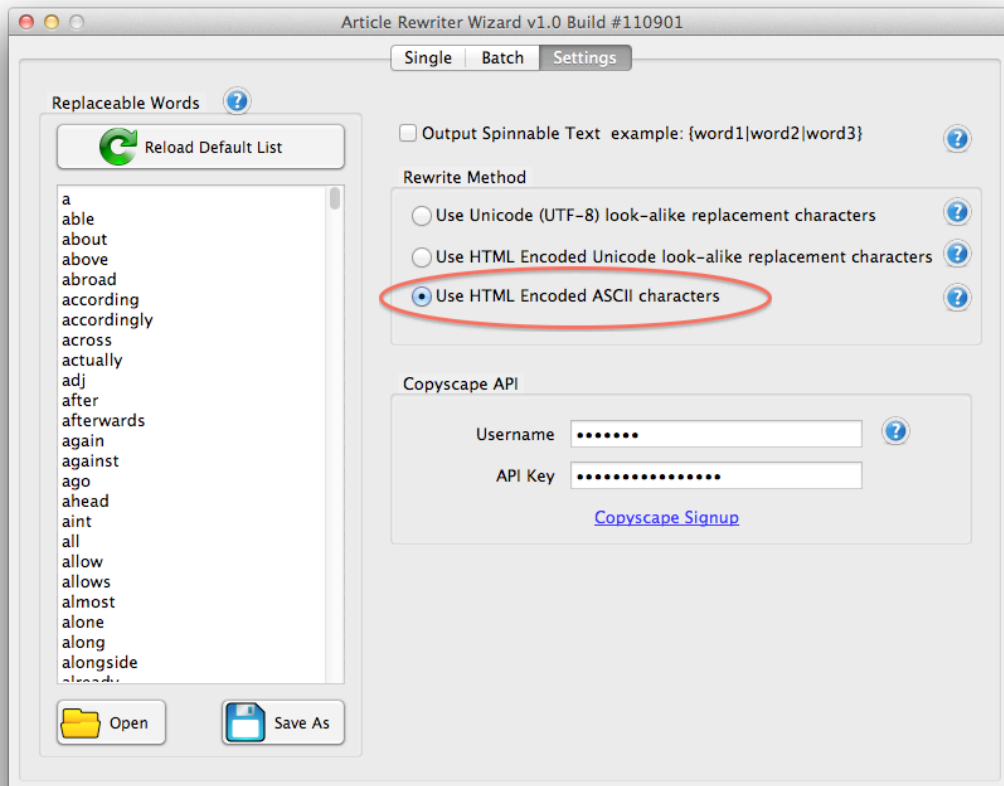 Article Rewriter Wizard v1.0 Build #110901
Single Batch Settings
Replaceable Words
Reload Default List
a
able
about
above
abroad
according
accordingly
across
actually
adj
after
afterwards
again
against
ago
ahead
aint
all
allow
allows
almost
alone
along
alongside
already
Open Save As
Output Spinnable Text example: {word1|word2|word3}
Rewrite Method
Use Unicode (UTF-8) look-alike replacement characters
Use HTML Encoded Unicode look-alike replacement characters
Use HTML Encoded ASCII characters
Copyscape API
Username
API Key
Copyscape Signup